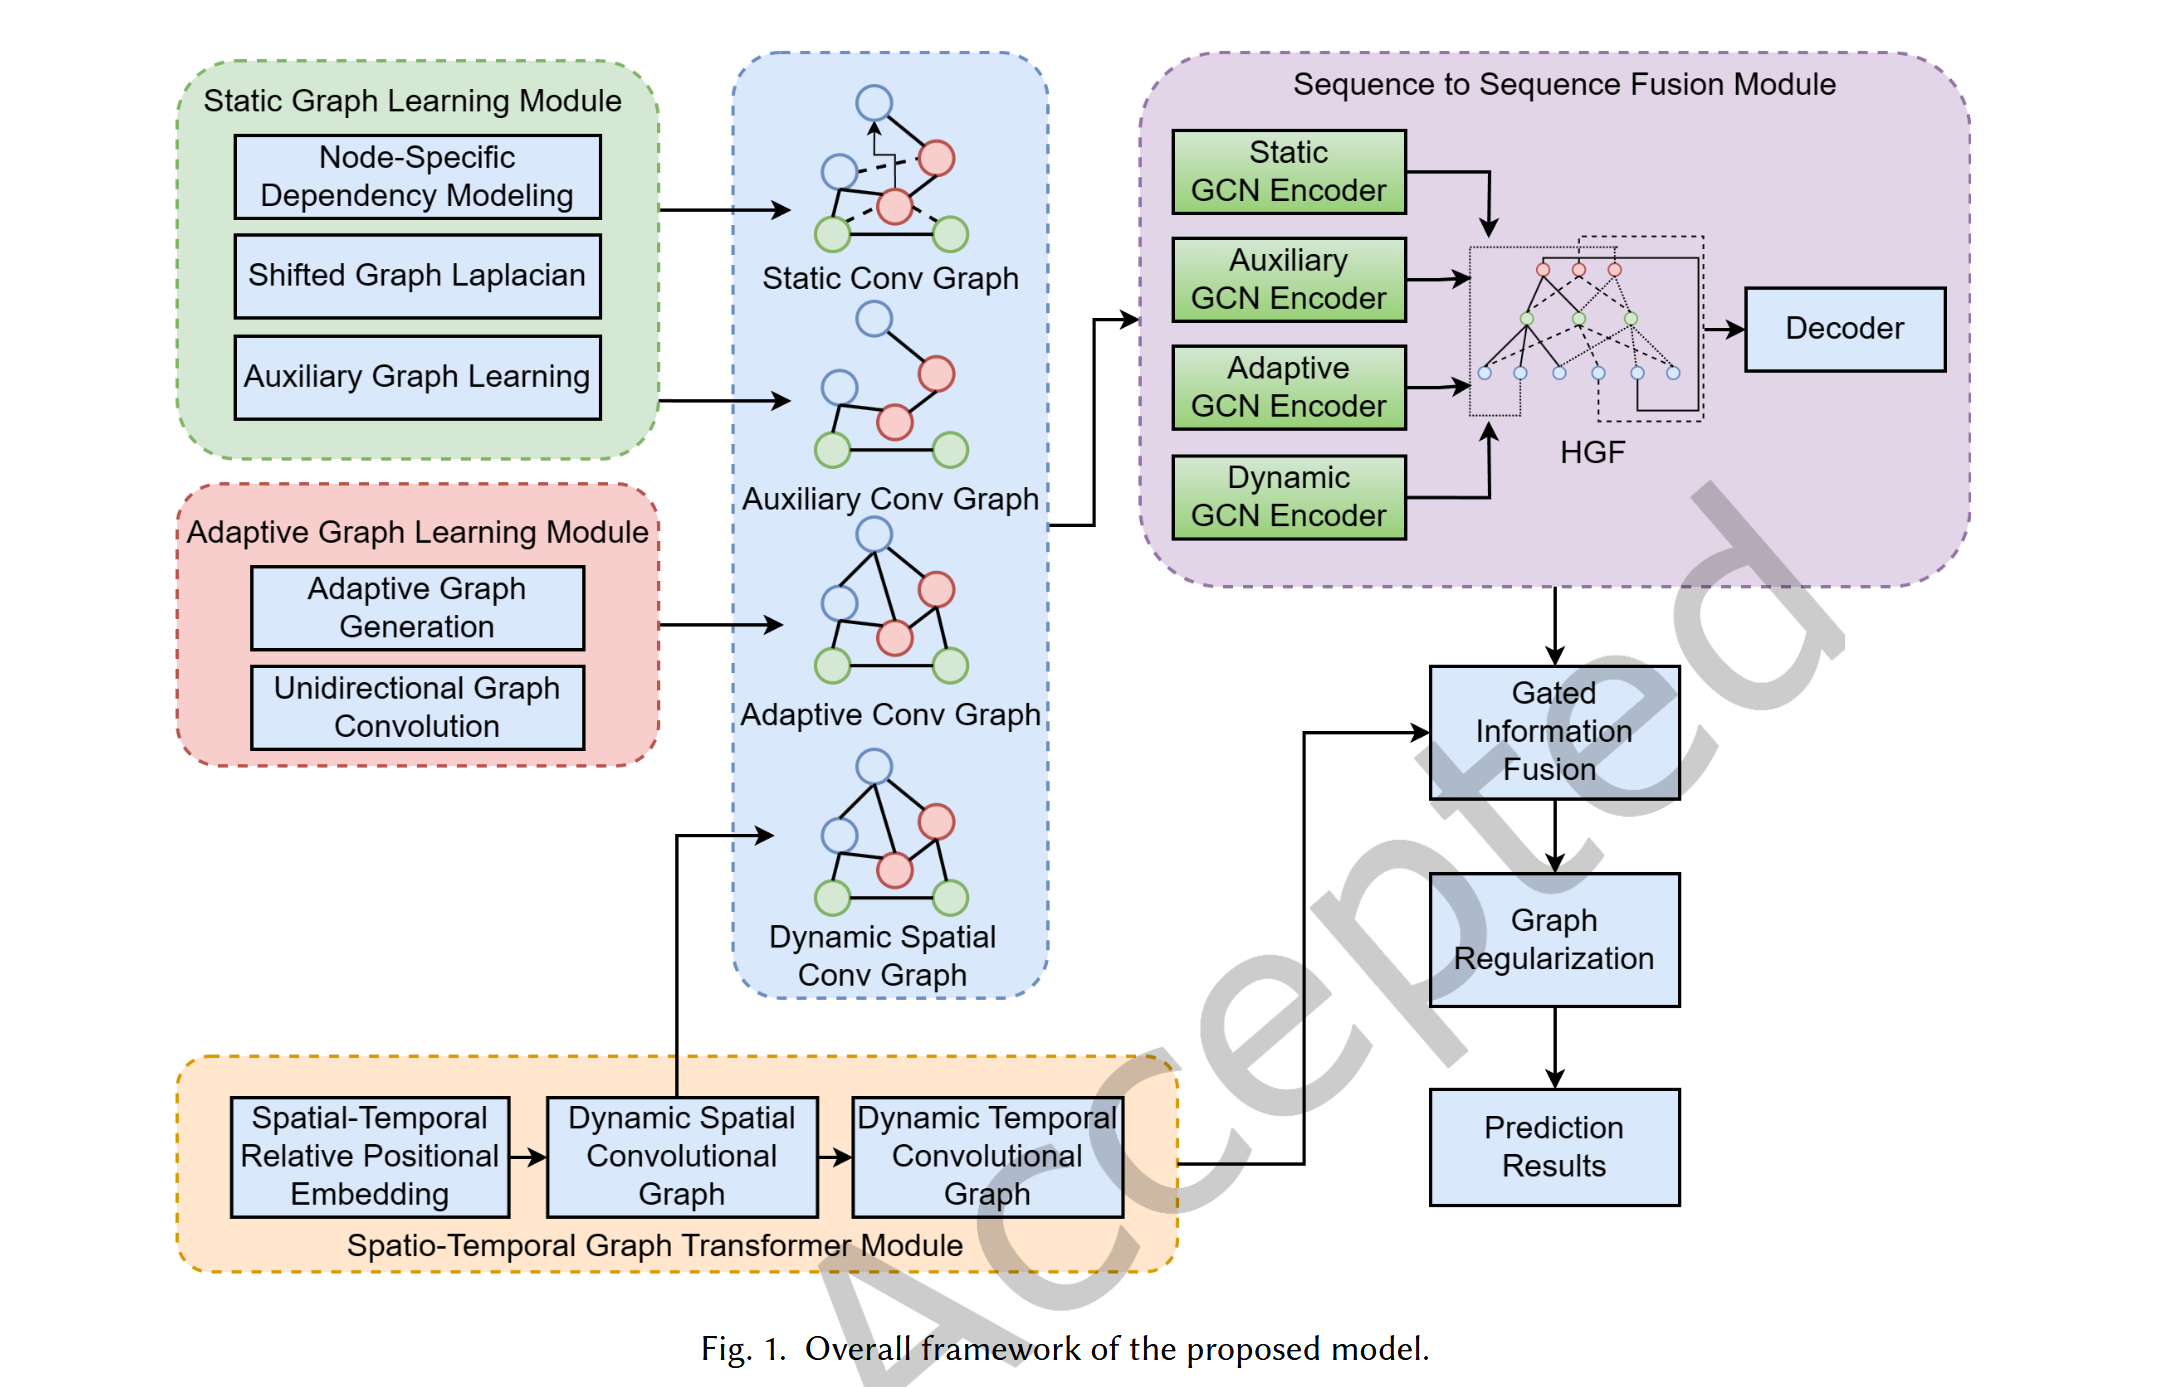 Static Graph Learning Module
Node-Specific
Dependency Modeling
Shifted Graph Laplacian
Auxiliary Graph Learning
Adaptive Graph Learning Module
Adaptive Graph
Generation
Unidirectional Graph
Convolution
Static Conv Graph
Auxiliary Conv Graph
Adaptive Conv Graph
Dynamic Spatial
Conv Graph
Sequence to Sequence Fusion Module
Static
GCN Encoder
Auxiliary
GCN Encoder
Adaptive
GCN Encoder
Dynamic
GCN Encoder
HGF
Decoder
Gated
Information
Fusion
Graph
Regularization
Prediction
Results
Spatial-Temporal
Relative Positional
Embedding
Dynamic Spatial
Convolutional
Graph
Dynamic Temporal
Convolutional
Graph
Spatio-Temporal Graph Transformer Module
Accepted
Fig. 1. Overall framework of the proposed model.